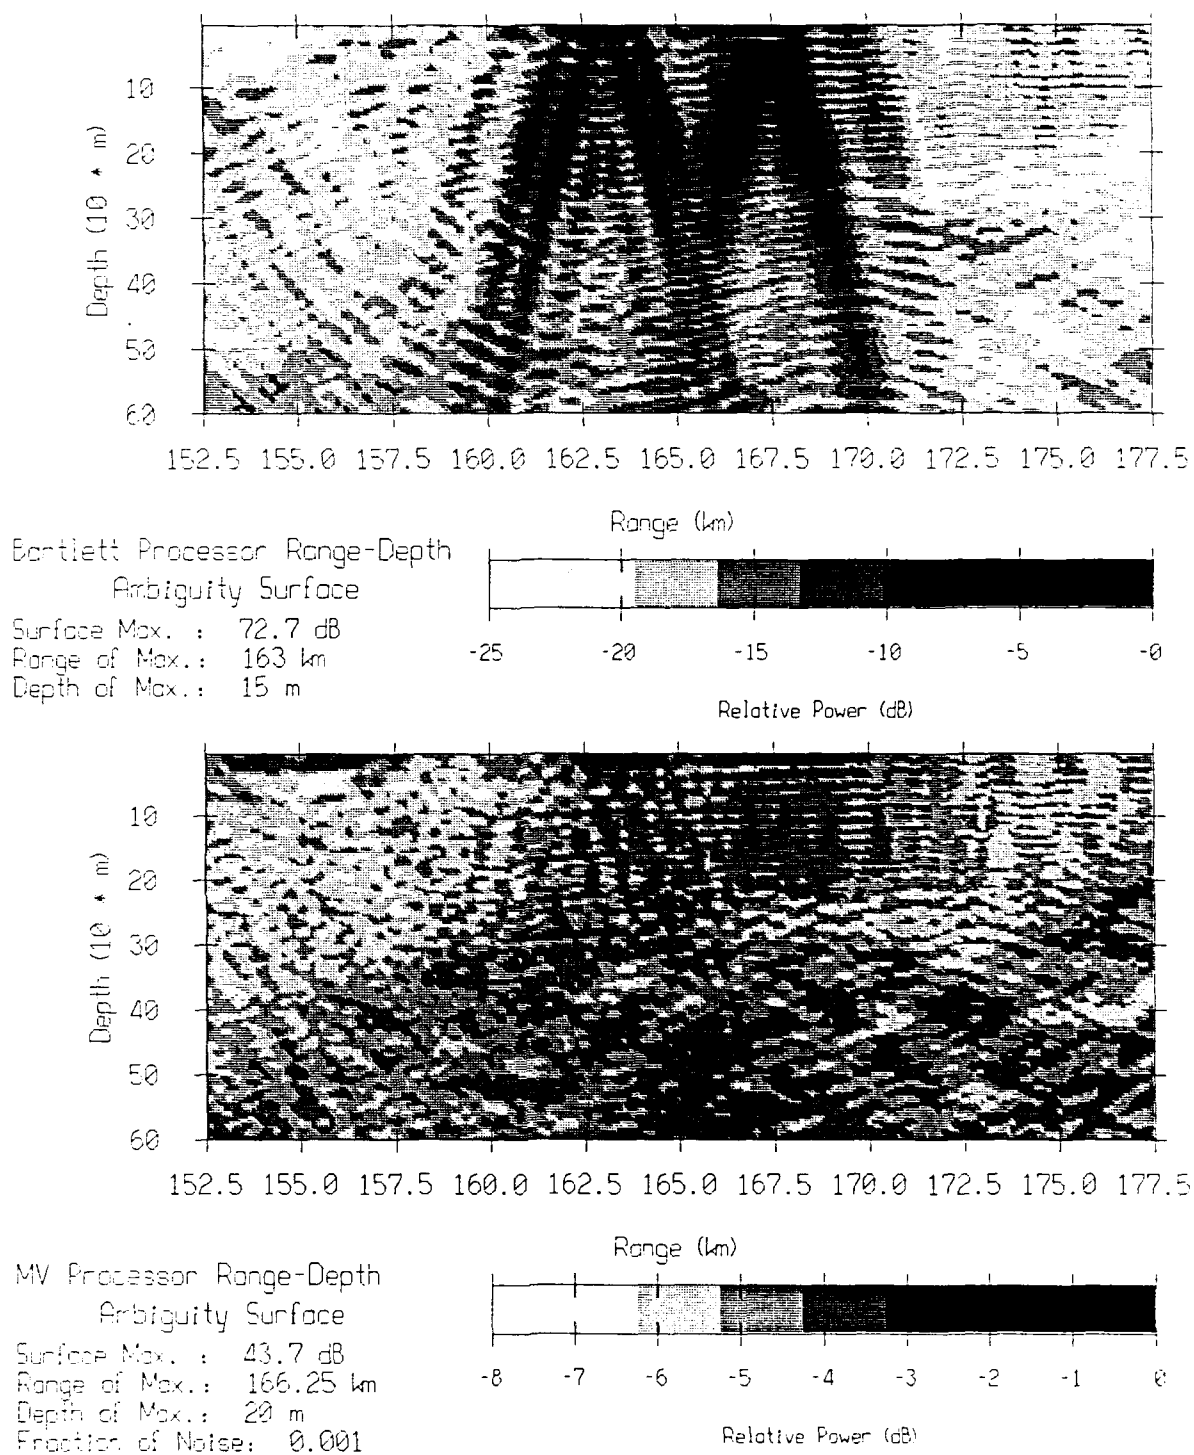 10
20
30
40
50
60
Depth (10 * m)
152.5 155.0 157.5 160.0 162.5 165.0 167.5 170.0 172.5 175.0 177.5
Range (km)
Bartlett Processor Range-Depth
Ambiguity Surface
Surface Max. : 72.7 dB
Range of Max.: 163 km
Depth of Max.: 15 m
-25 -20 -15 -10 -5 -0
Relative Power (dB)
10
20
30
40
50
60
Depth (10 * m)
152.5 155.0 157.5 160.0 162.5 165.0 167.5 170.0 172.5 175.0 177.5
Range (km)
MV Processor Range-Depth
Ambiguity Surface
Surface Max. : 43.7 dB
Range of Max.: 166.25 km
Depth of Max.: 20 m
Fraction of Noise: 0.001
-8 -7 -6 -5 -4 -3 -2 -1 0
Relative Power (dB)